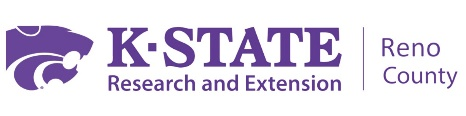 K-STATE
Research and Extension
Reno
County